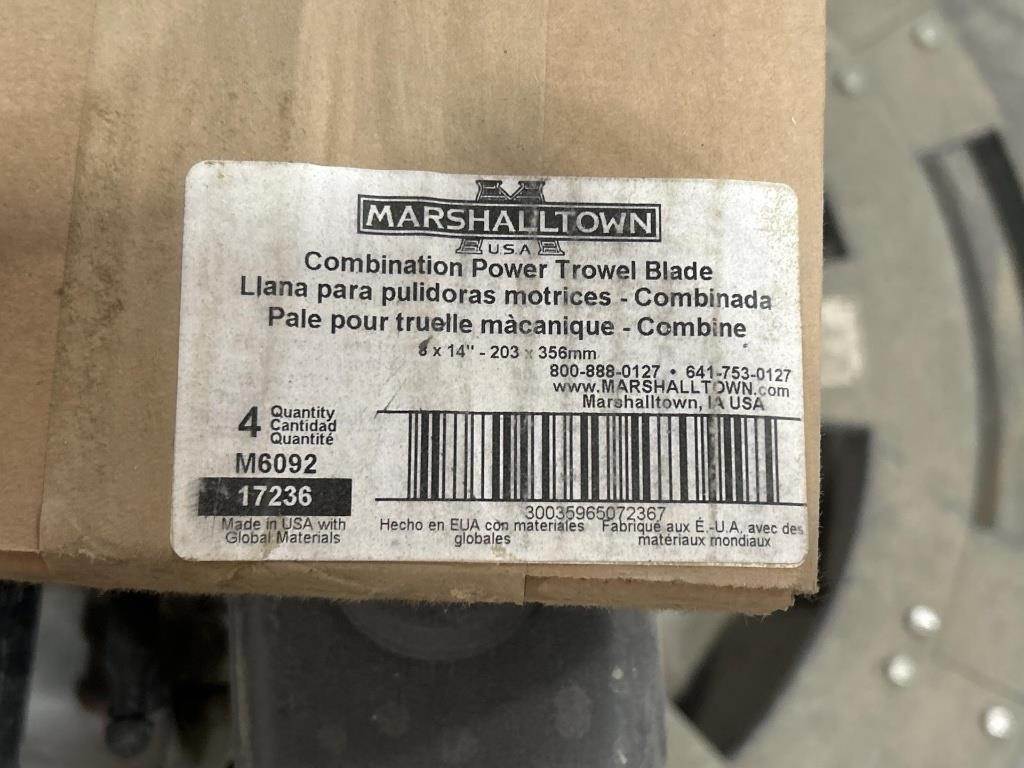 MARSHALLTOWN
U.S.A
Combination Power Trowel Blade
Llana para pulidoras motrices - Combinada
Pale pour truelle màcanique - Combine
8 x 14" - 203 x 356mm
800-888-0127 • 641-753-0127
www.MARSHALLTOWN.com
Marshalltown, IA USA
4
Quantity
Cantidad
Quantité
M6092
17236
Made in USA with
Global Materials
30035965072367
Hecho en EUA con materiales
globales
Fabriqué aux É.-U.A. avec des
matériaux mondiaux